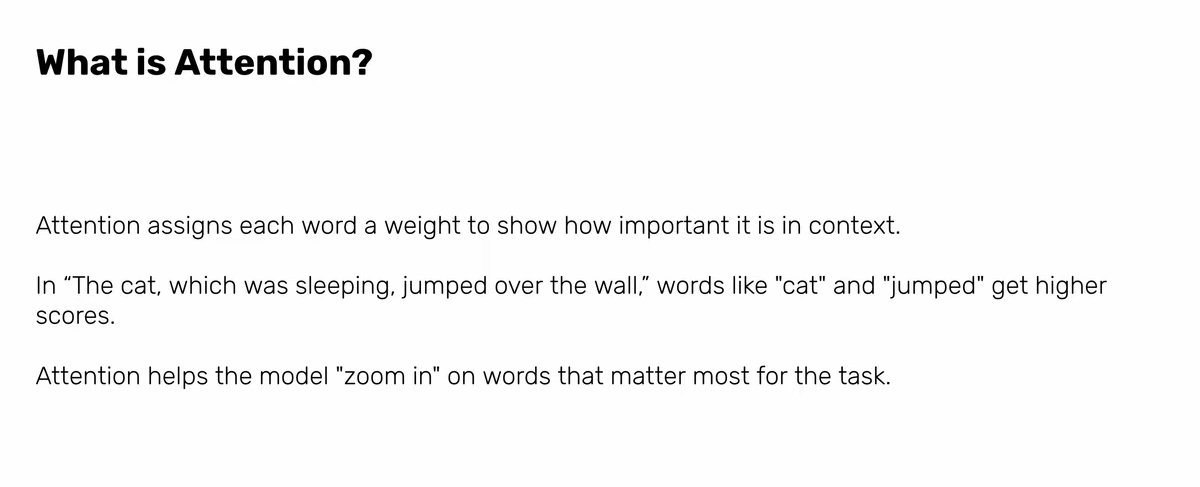 What is Attention?
Attention assigns each word a weight to show how important it is in context.
In “The cat, which was sleeping, jumped over the wall,” words like "cat" and "jumped" get higher
scores.
Attention helps the model "zoom in" on words that matter most for the task.